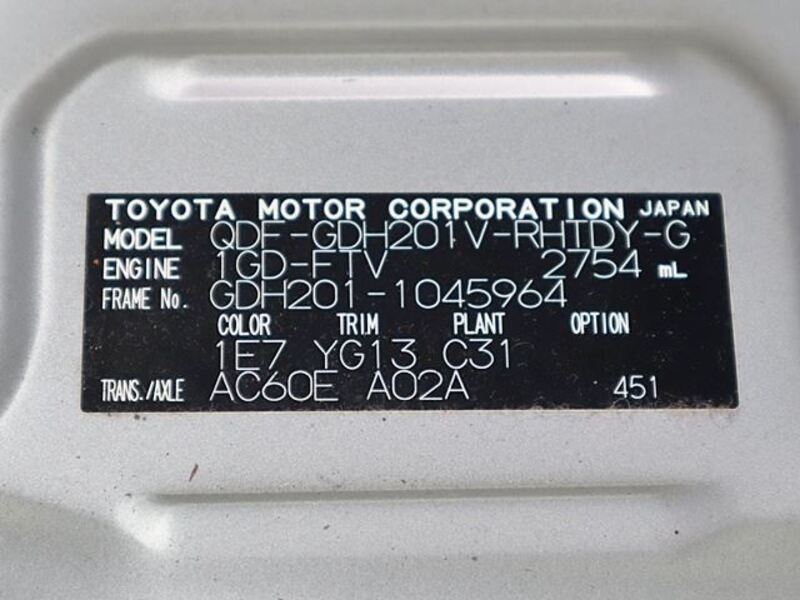 TOYOTA MOTOR CORPORATION JAPAN
MODEL QDF-GDH201V-RHTDY-G
ENGINE 1GD-FTV 2754 mL
FRAME No. GDH201-1045964
COLOR TRIM PLANT OPTION
1E7 YG13 C31
TRANS./AXLE AC60E A02A 451